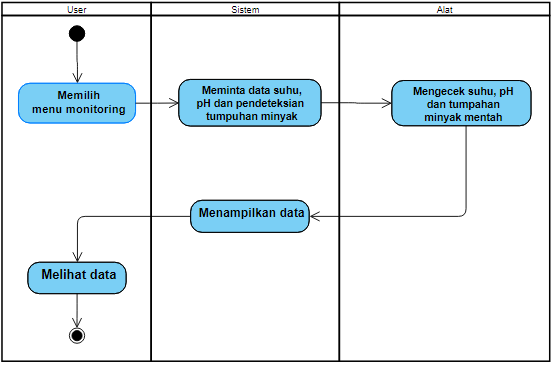 User
Sistem
Alat
Memilih
menu monitoring
Meminta data suhu,
pH dan pendeteksian
tumpuhan minyak
Mengecek suhu, pH
dan tumpahan
minyak mentah
Menampilkan data
Melihat data